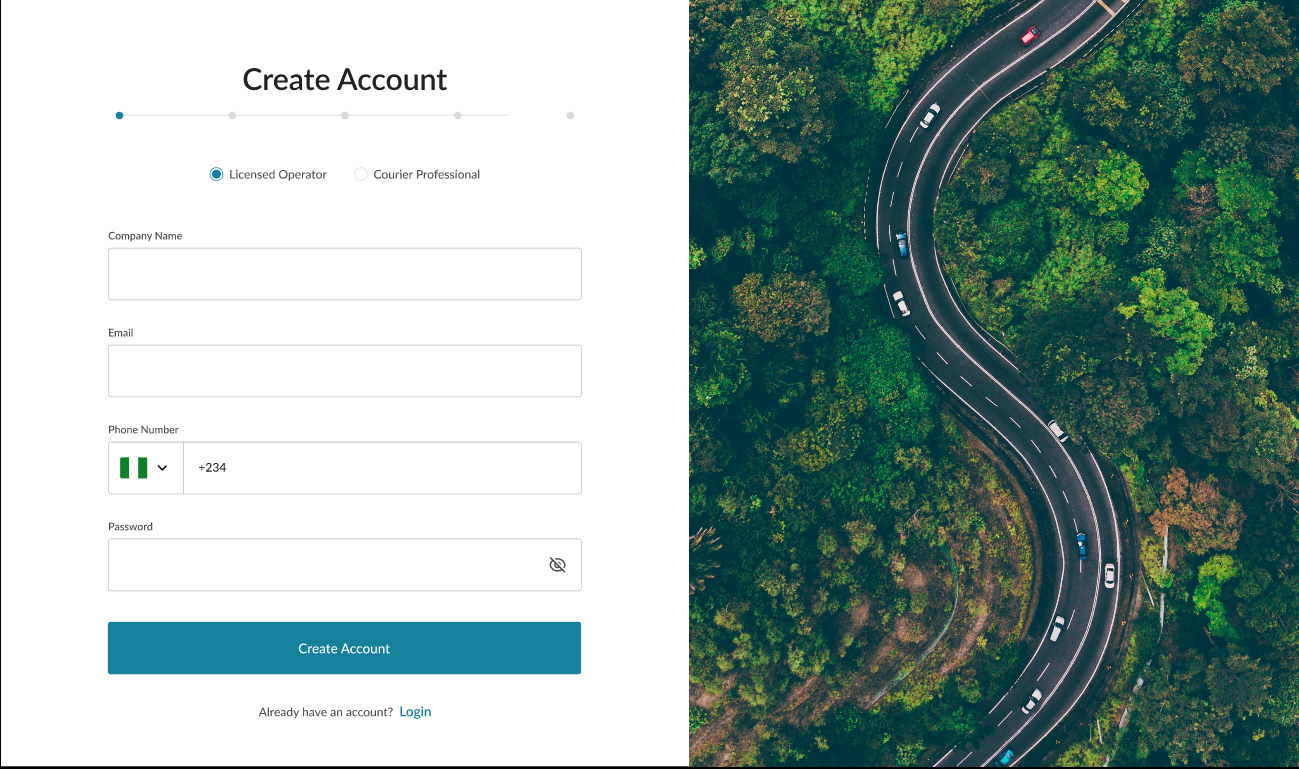 Create Account
Licensed Operator Courier Professional
Company Name
Email
Phone Number
+234
Password
Create Account
Already have an account? Login